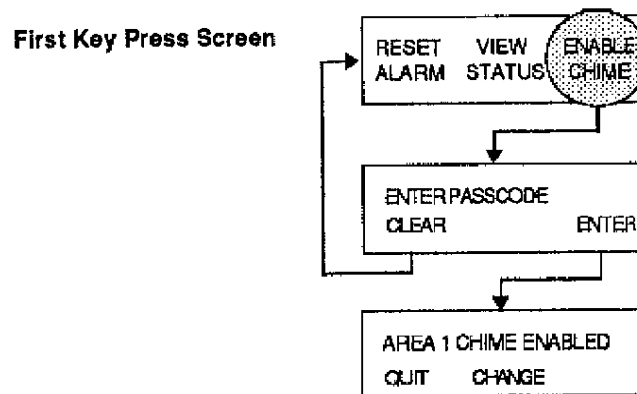 First Key Press Screen
RESET VIEW ENABLE
ALARM STATUS CHIME
ENTER PASSCODE
CLEAR ENTER
AREA 1 CHIME ENABLED
QUIT CHANGE